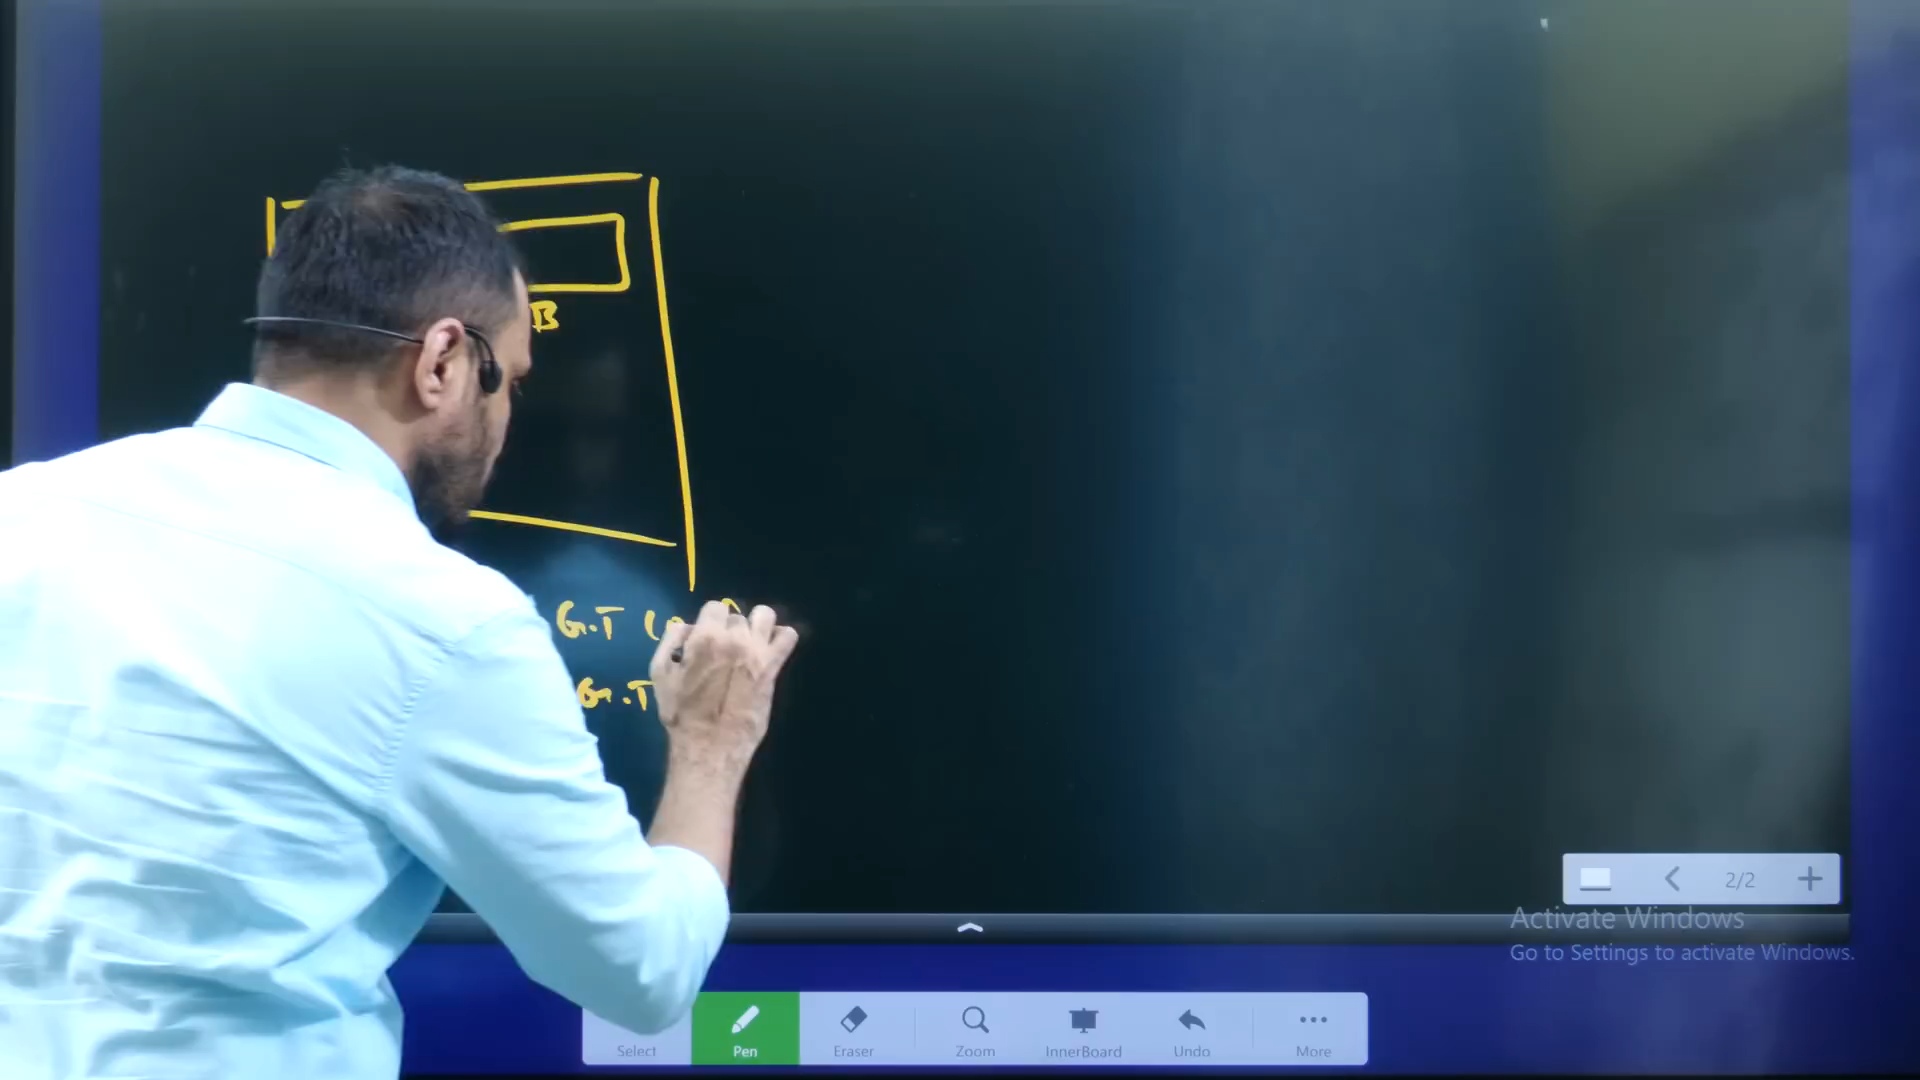 B
G.T
G.T
2/2
Activate Windows
Go to Settings to activate Windows.
Select
Pen
Eraser
Zoom
InnerBoard
Undo
More